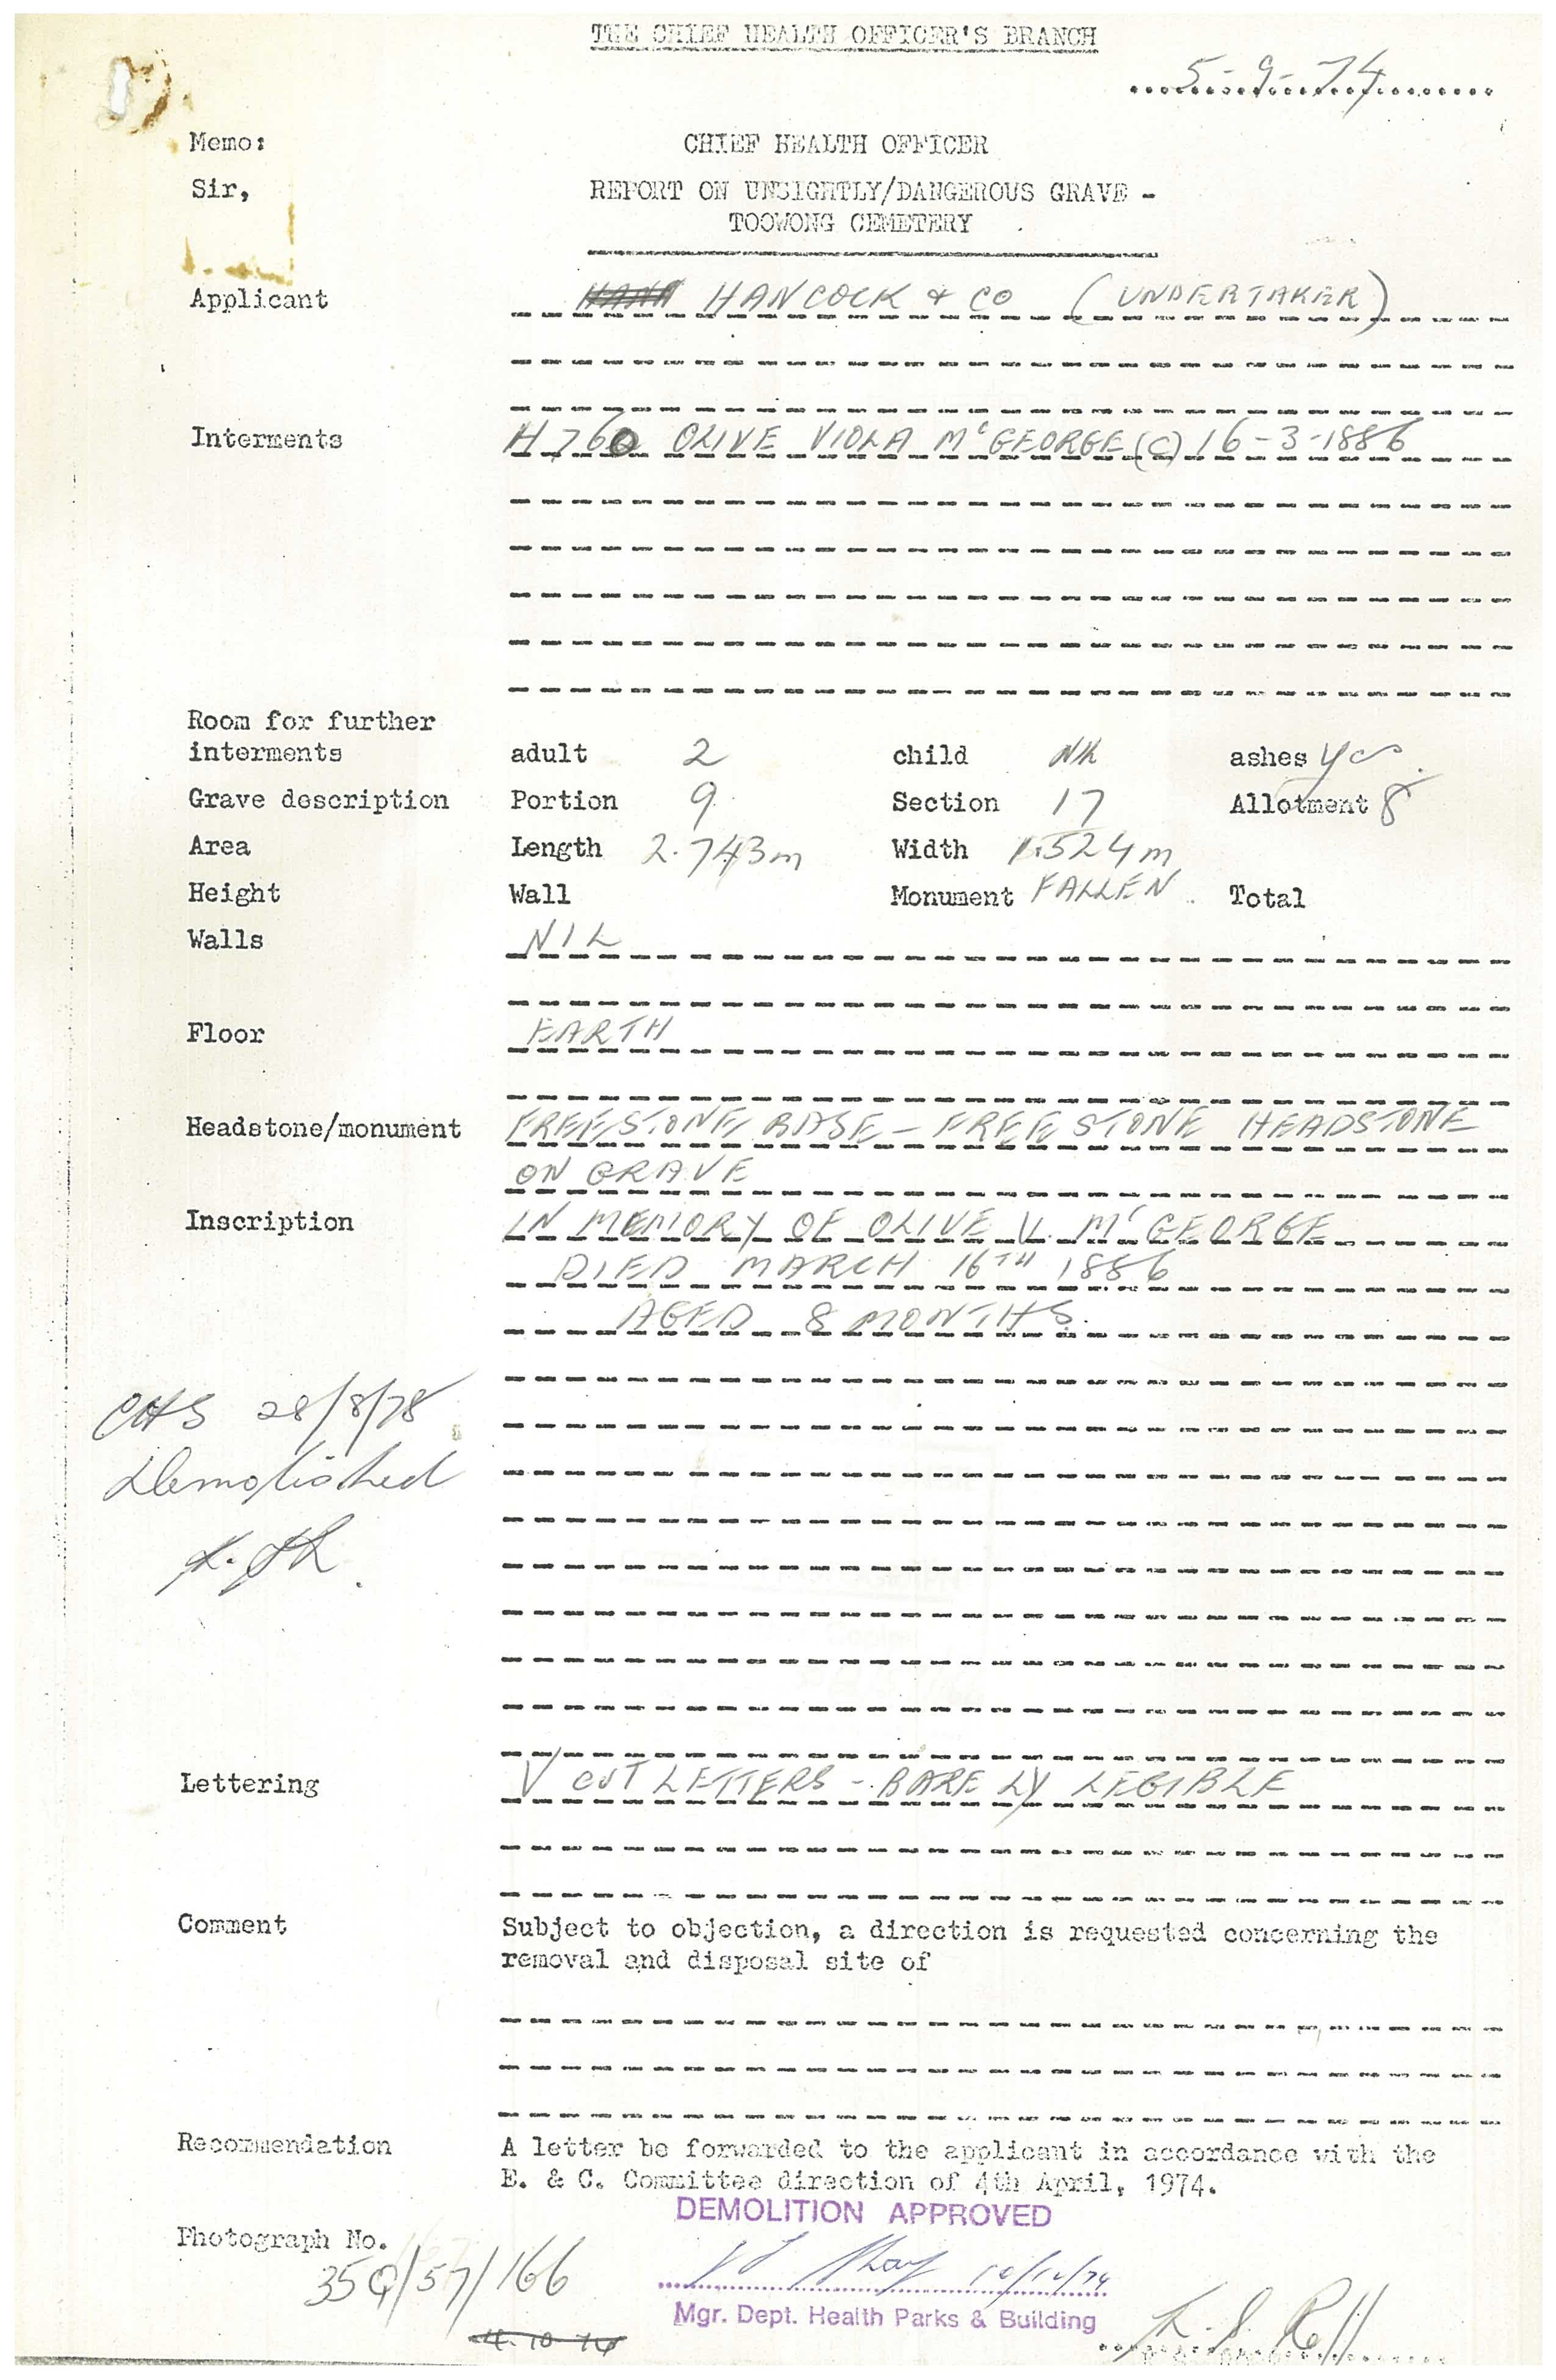 THE CHIEF HEALTH OFFICER'S BRANCH
5-9-74
Memo: CHIEF HEALTH OFFICER
Sir, REPORT ON UNSIGHTLY/DANGEROUS GRAVE -
TOOWONG CEMETERY
Applicant HANCOCK & CO (UNDERTAKER)
Interments H760 OLIVE VIOLA McGEORGE (C) 16-3-1886
Room for further
interments adult 2 child NIL ashes yes.
Grave description Portion 9 Section 17 Allotment 8
Area Length 2.743m Width 1.524m
Height Wall Monument FALLEN Total
Walls NIL
Floor EARTH
Headstone/monument FREESTONE BASE - FREESTONE HEADSTONE
ON GRAVE
Inscription IN MEMORY OF OLIVE V. McGEORGE
DIED MARCH 16TH 1886
AGED 8 MONTHS.
CHS 28/8/78
Demolished
Lettering V CUT LETTERS - BARELY LEGIBLE
Comment Subject to objection, a direction is requested concerning the
removal and disposal site of
Recommendation A letter be forwarded to the applicant in accordance with the
E. & C. Committee direction of 4th April, 1974.
DEMOLITION APPROVED
Photograph No.
35Q/57/166 10/12/74
Mgr. Dept. Health Parks & Building
4.10.74